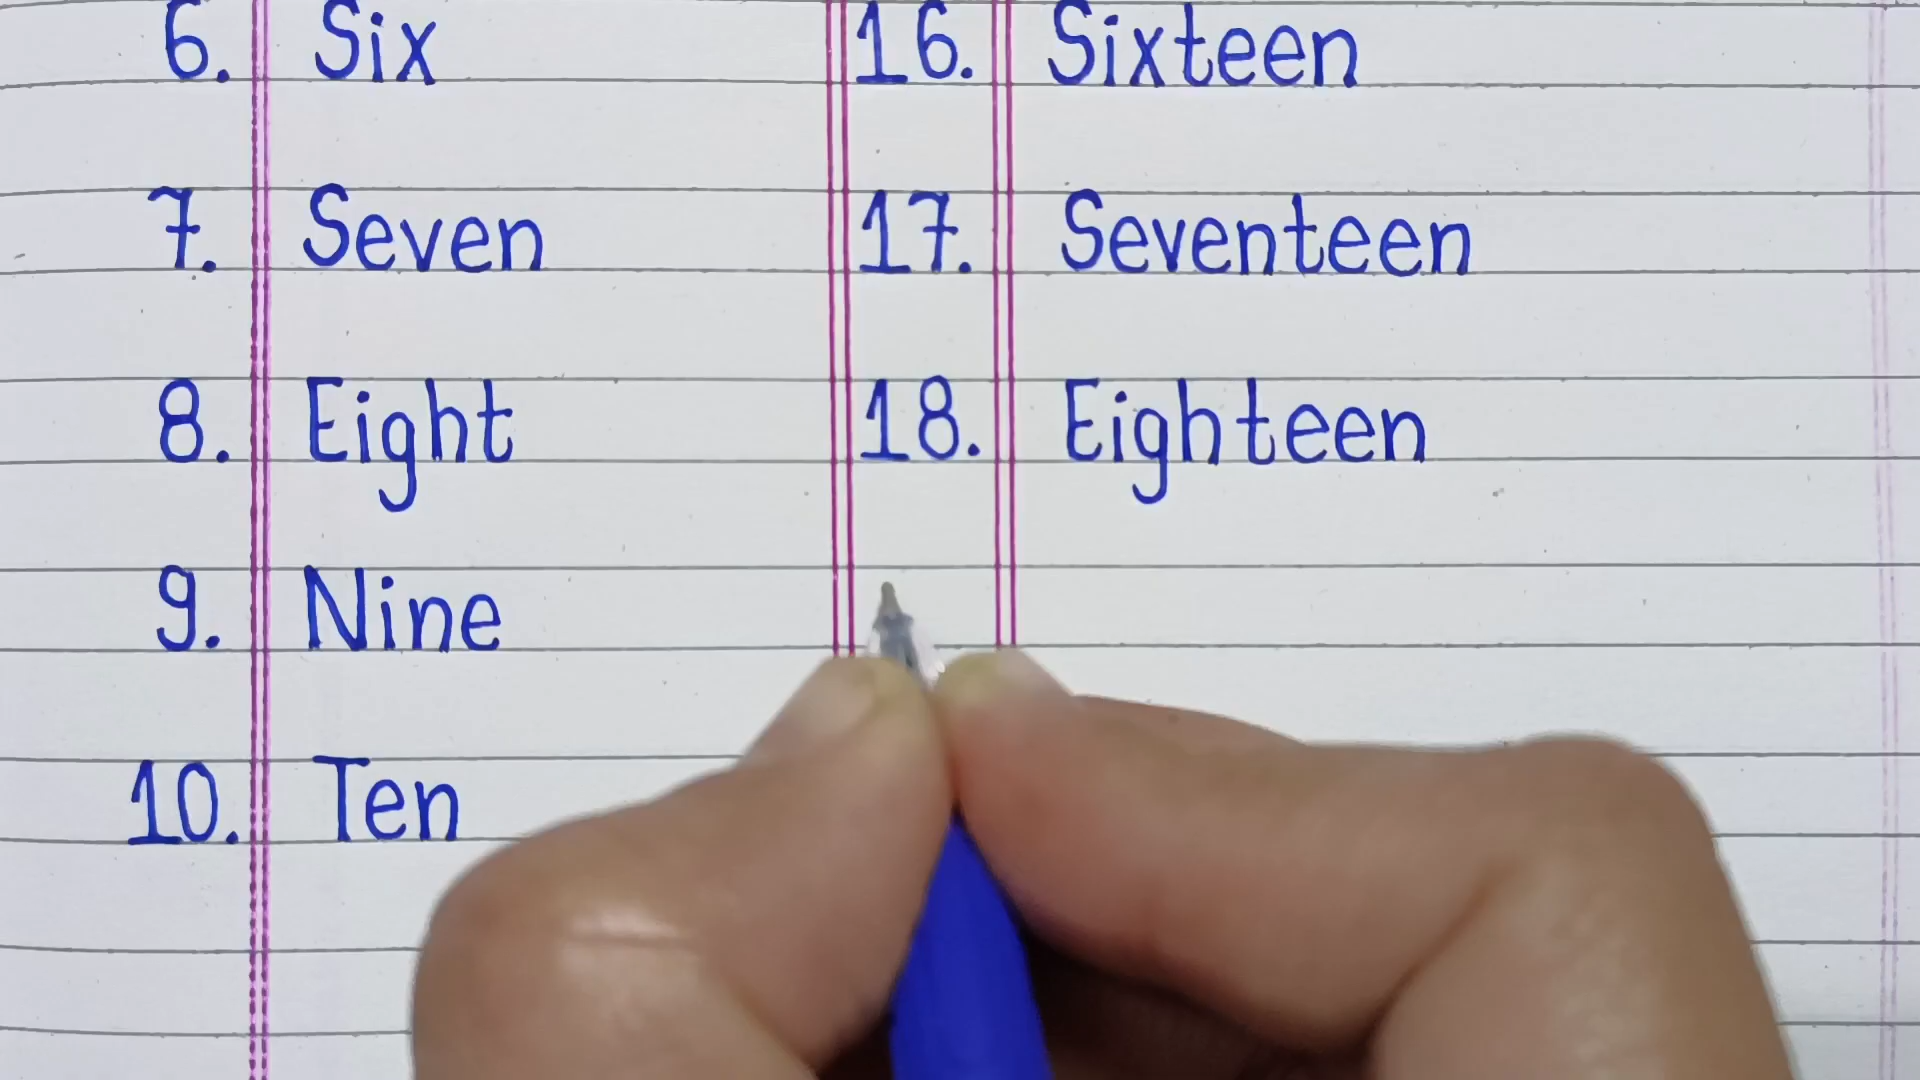 6. Six 16. Sixteen
7. Seven 17. Seventeen
8. Eight 18. Eighteen
9. Nine
10. Ten